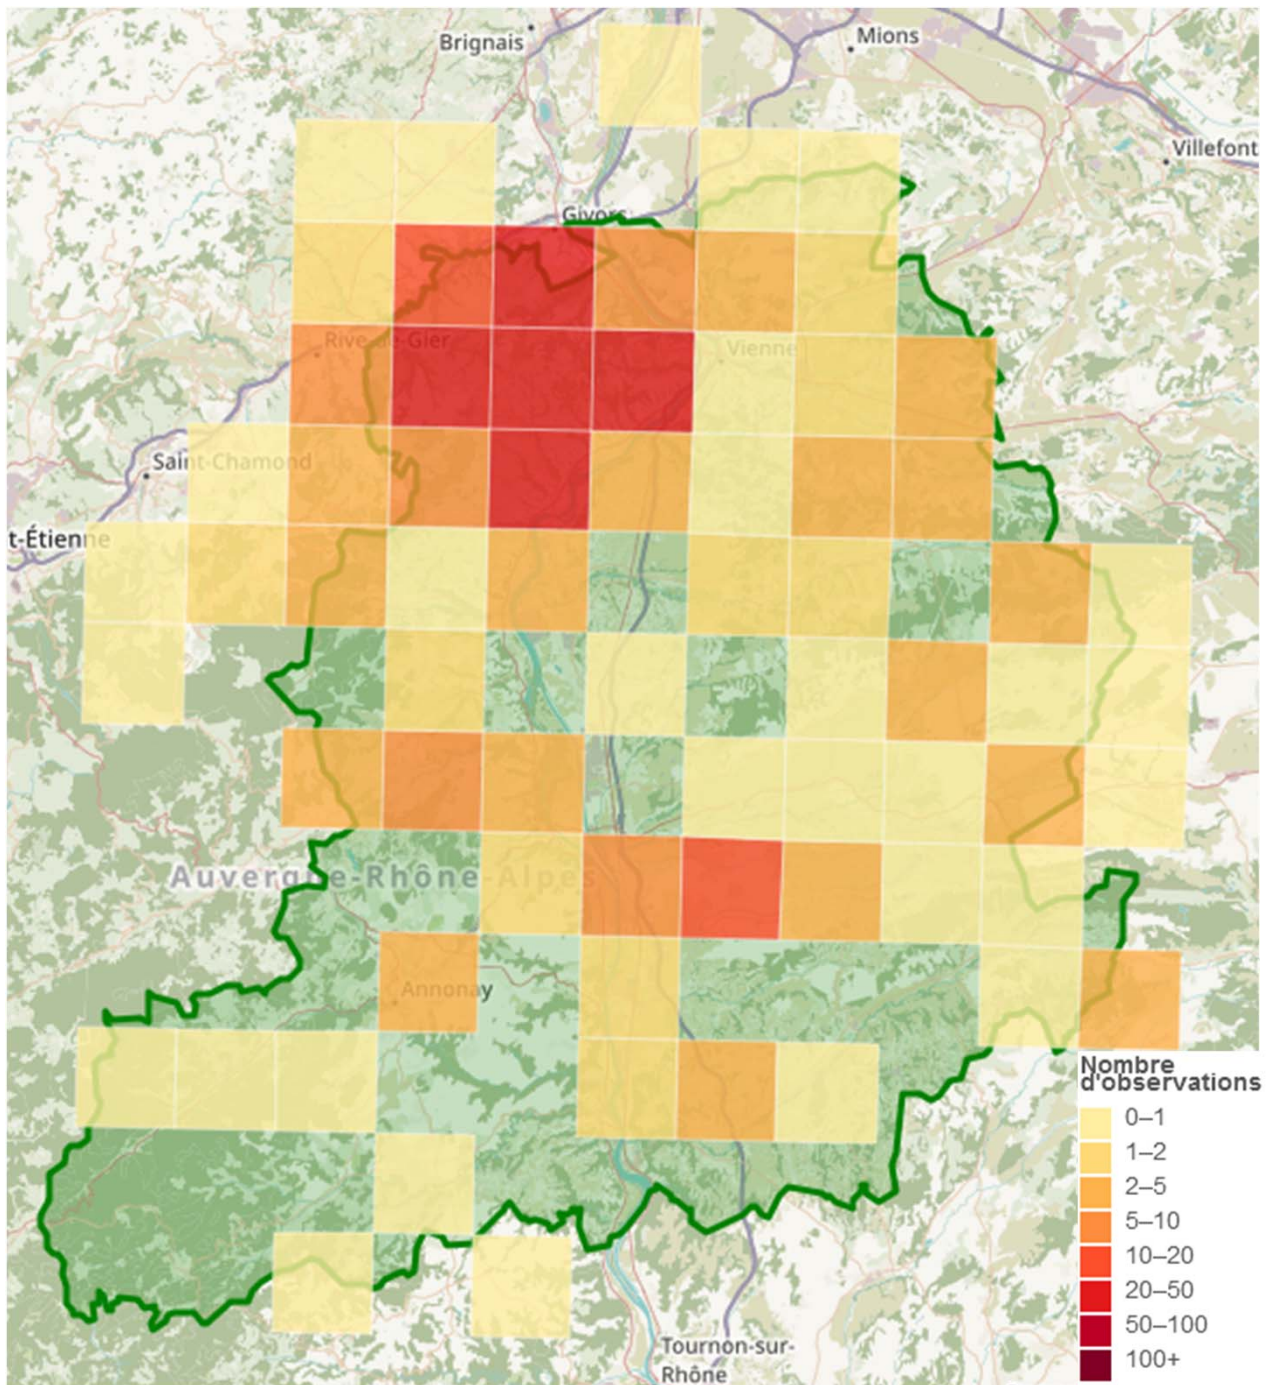 Brignais
Mions
Villefont
Givors
Rive-de-Gier
Vienne
Saint-Chamond
t-Étienne
Auvergne-Rhône-Alpes
Annonay
Nombre
d'observations
0–1
1–2
2–5
5–10
10–20
20–50
50–100
100+
Tournon-sur-
Rhône